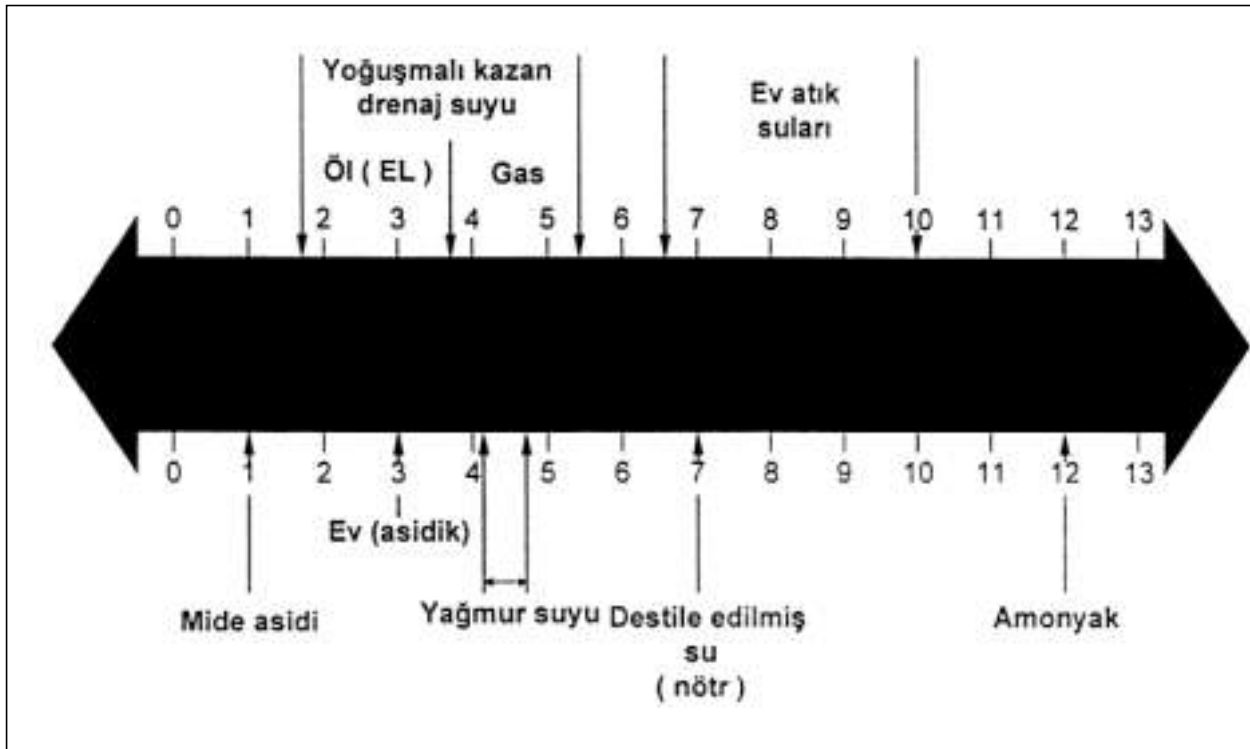 Yoğuşmalı kazan
drenaj suyu
Ev atık
suları
Öl ( EL )
Gas
0 1 2 3 4 5 6 7 8 9 10 11 12 13
0 1 2 3 4 5 6 7 8 9 10 11 12 13
Ev (asidik)
Mide asidi
Yağmur suyu
Destile edilmiş
su
( nötr )
Amonyak